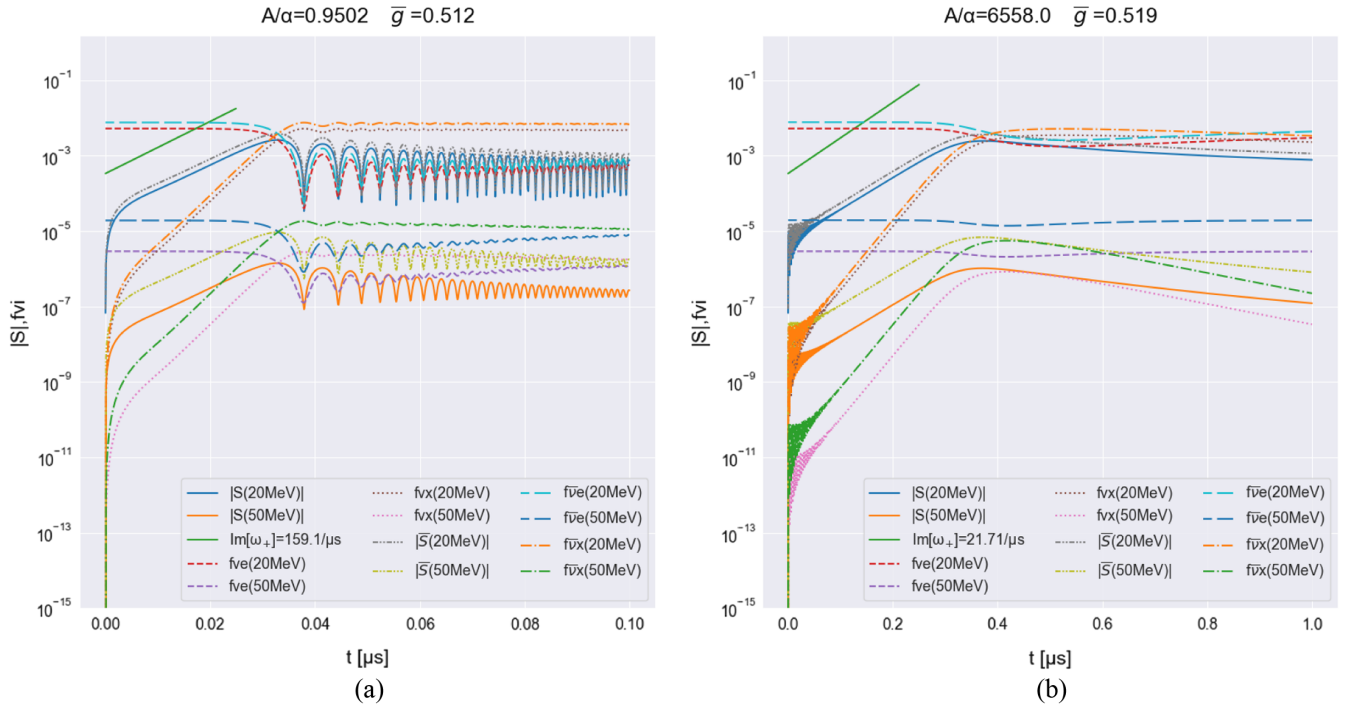 A/α=0.9502 g̅ =0.512
10⁻¹
10⁻³
10⁻⁵
10⁻⁷
10⁻⁹
10⁻¹¹
10⁻¹³
10⁻¹⁵
|S|,fvi
|S(20MeV)|
|S(50MeV)|
Im[ω₊]=159.1/μs
fve(20MeV)
fve(50MeV)
fvx(20MeV)
fvx(50MeV)
|S̅(20MeV)|
|S̅(50MeV)|
fv̅e(20MeV)
fv̅e(50MeV)
fv̅x(20MeV)
fv̅x(50MeV)
0.00 0.02 0.04 0.06 0.08 0.10
t [μs]
(a)
A/α=6558.0 g̅ =0.519
10⁻¹
10⁻³
10⁻⁵
10⁻⁷
10⁻⁹
10⁻¹¹
10⁻¹³
10⁻¹⁵
|S|,fvi
|S(20MeV)|
|S(50MeV)|
Im[ω₊]=21.71/μs
fve(20MeV)
fve(50MeV)
fvx(20MeV)
fvx(50MeV)
|S̅(20MeV)|
|S̅(50MeV)|
fv̅e(20MeV)
fv̅e(50MeV)
fv̅x(20MeV)
fv̅x(50MeV)
0.0 0.2 0.4 0.6 0.8 1.0
t [μs]
(b)